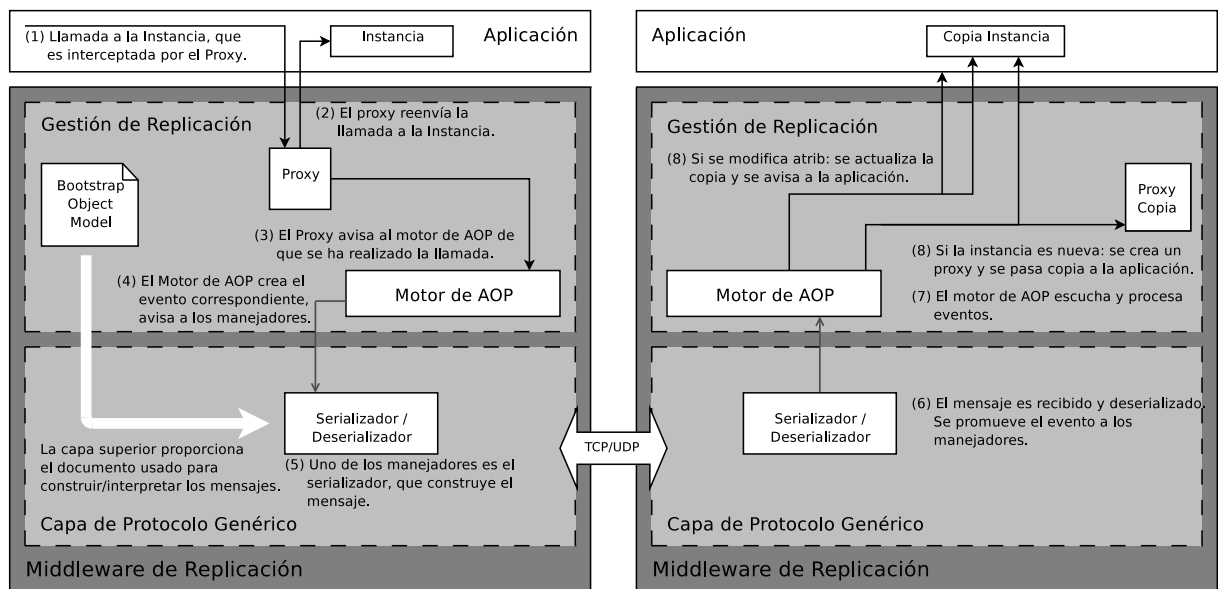 (1) Llamada a la Instancia, que
es interceptada por el Proxy.
Instancia
Aplicación
Gestión de Replicación
(2) El proxy reenvía la
llamada a la Instancia.
Bootstrap
Object
Model
Proxy
(3) El Proxy avisa al motor de AOP de
que se ha realizado la llamada.
(4) El Motor de AOP crea el
evento correspondiente,
avisa a los manejadores.
Motor de AOP
Serializador /
Deserializador
La capa superior proporciona
el documento usado para
construir/interpretar los mensajes.
(5) Uno de los manejadores es el
serializador, que construye el
mensaje.
Capa de Protocolo Genérico
Middleware de Replicación
TCP/UDP
Aplicación
Copia Instancia
Gestión de Replicación
(8) Si se modifica atrib: se actualiza la
copia y se avisa a la aplicación.
Proxy
Copia
(8) Si la instancia es nueva: se crea un
proxy y se pasa copia a la aplicación.
Motor de AOP
(7) El motor de AOP escucha y procesa
eventos.
Serializador /
Deserializador
(6) El mensaje es recibido y deserializado.
Se promueve el evento a los
manejadores.
Capa de Protocolo Genérico
Middleware de Replicación